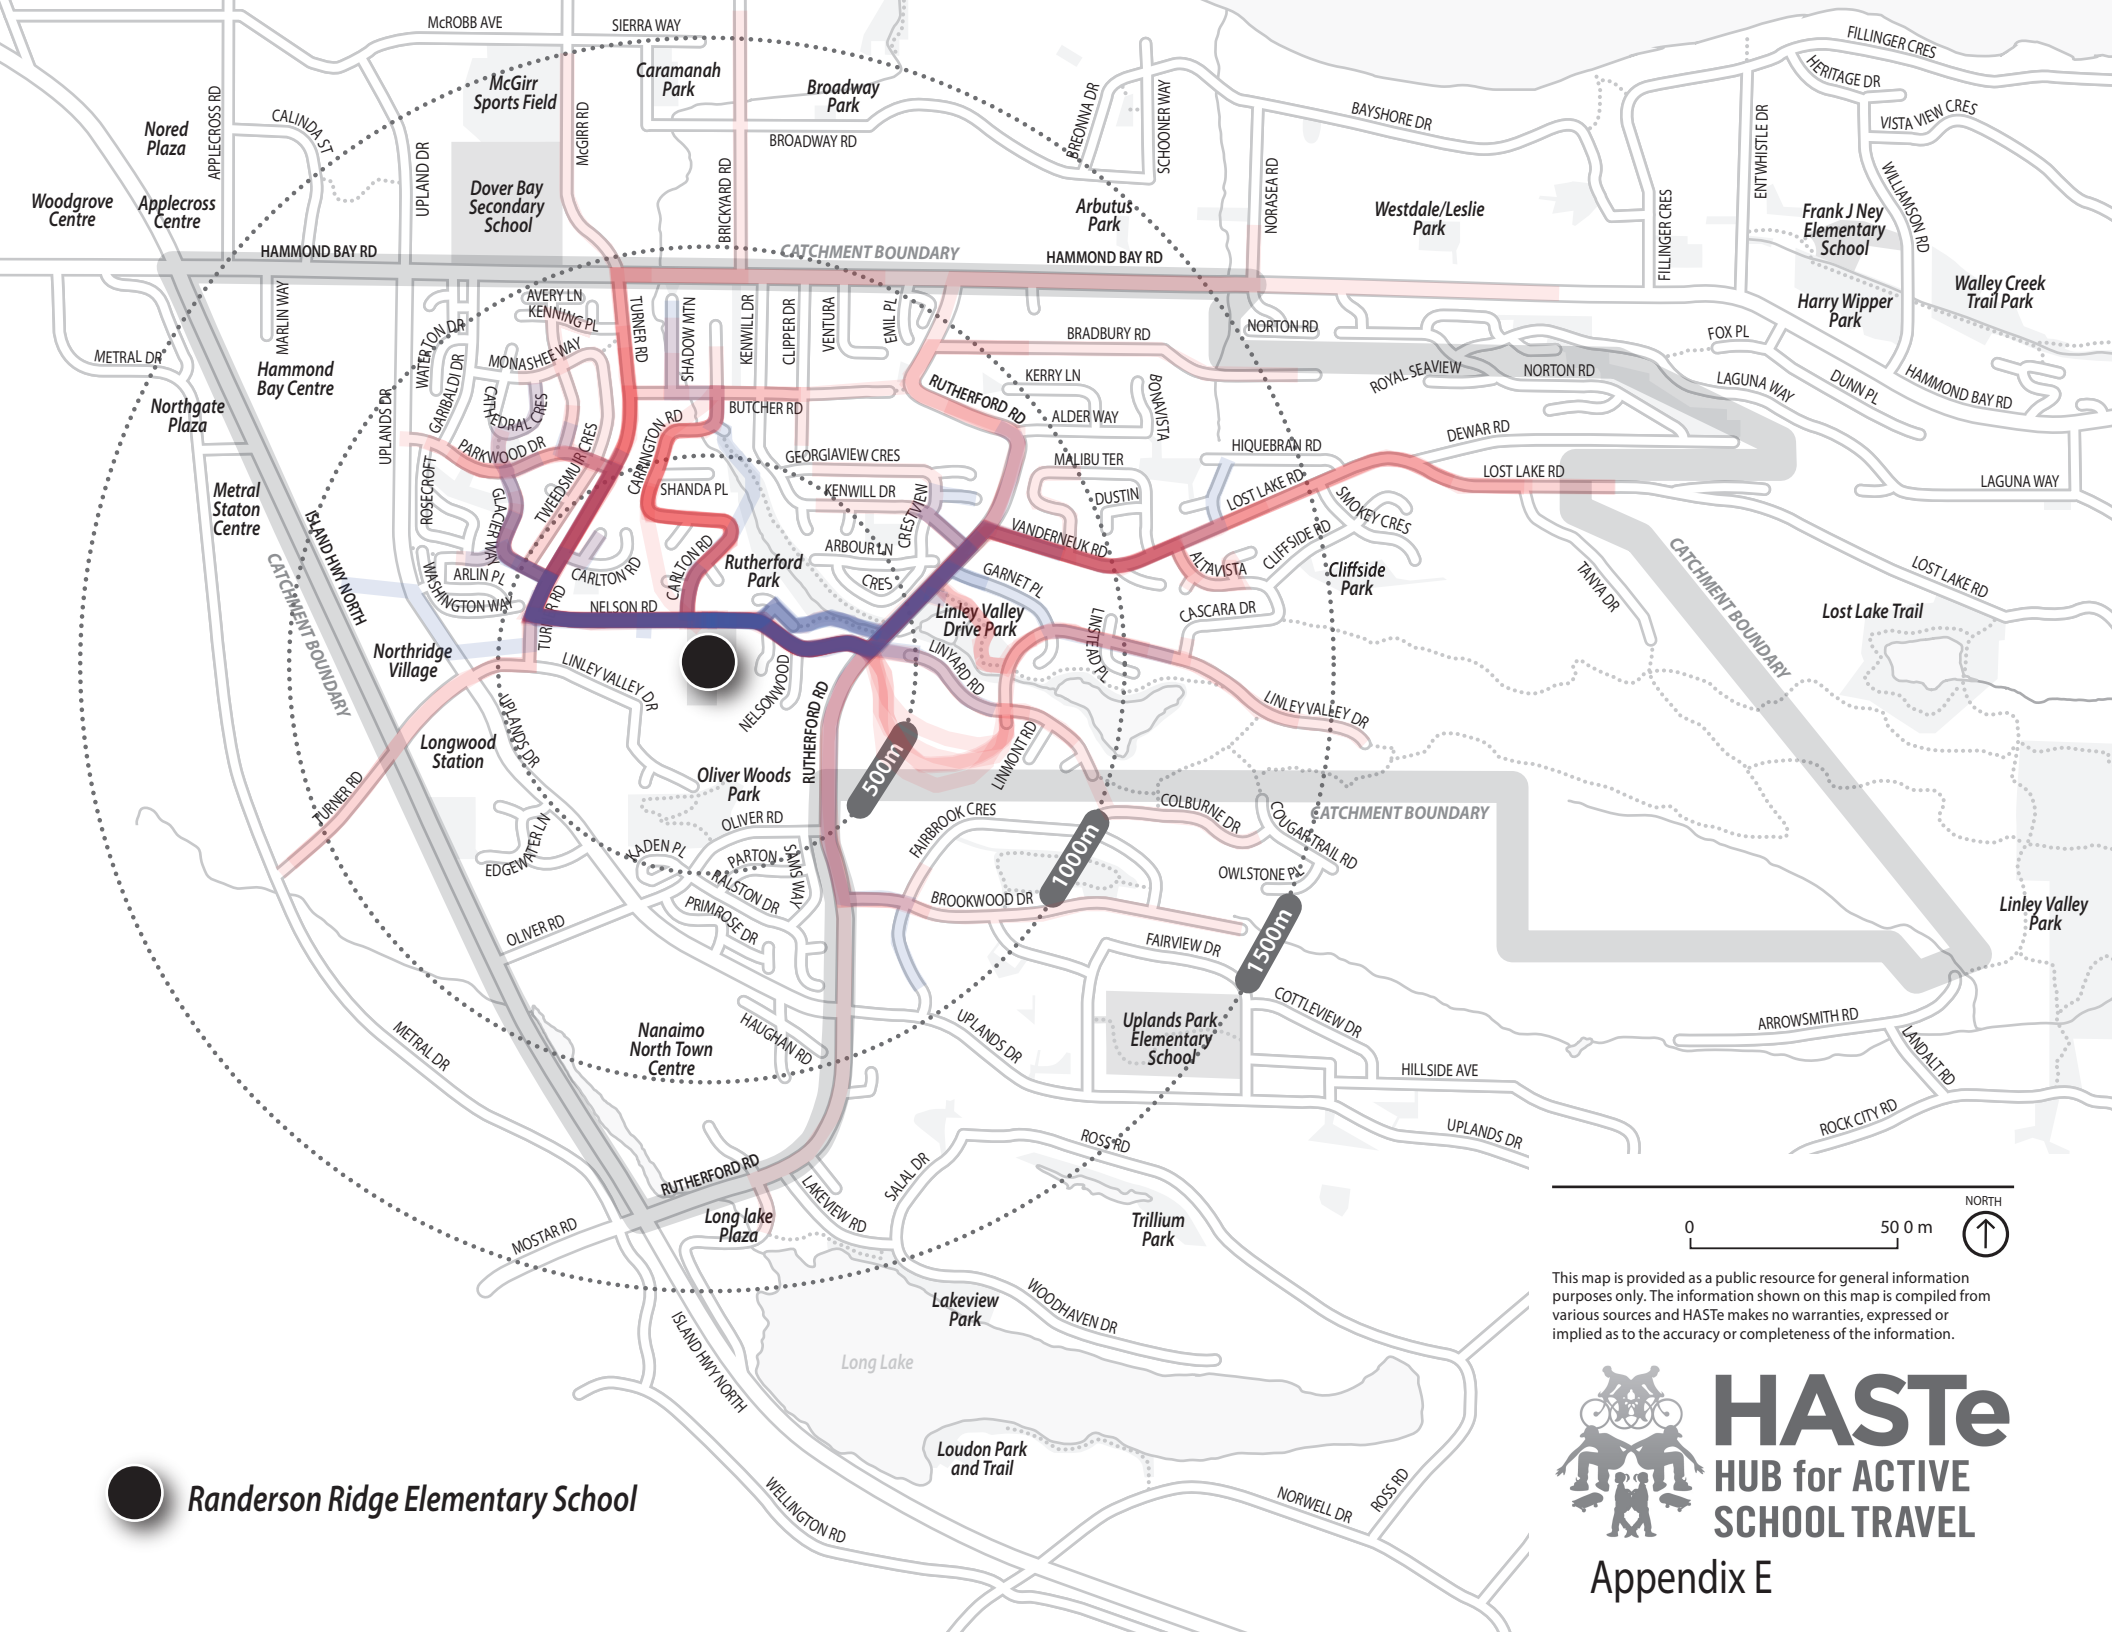 McROBB AVE
SIERRA WAY
FILLINGER CRES
HERITAGE DR
VISTA VIEW CRES
McGirr
Sports Field
Caramanah
Park
Broadway
Park
BROADWAY RD
BREONNA DR
SCHOONER WAY
BAYSHORE DR
ENTWHISTLE DR
WILLIAMSON RD
Nored
Plaza
APPLECROSS RD
CALINDA ST
UPLAND DR
McGIRR RD
BRICKYARD RD
NORASEA RD
FILLINGER CRES
Woodgrove
Centre
Applecross
Centre
Dover Bay
Secondary
School
Arbutus
Park
Westdale/Leslie
Park
Frank J Ney
Elementary
School
HAMMOND BAY RD
CATCHMENT BOUNDARY
HAMMOND BAY RD
Walley Creek
Trail Park
Harry Wipper
Park
AVERY LN
KENNING PL
MARLIN WAY
WATERTON DR
TURNER RD
SHADOW MTN
KENWILL DR
CLIPPER DR
VENTURA
EMIL PL
BRADBURY RD
NORTON RD
FOX PL
METRAL DR
Hammond
Bay Centre
MONASHEE WAY
GARIBALDI DR
CATHEDRAL CRES
KERRY LN
ROYAL SEAVIEW
NORTON RD
LAGUNA WAY
DUNN PL
HAMMOND BAY RD
Northgate
Plaza
UPLANDS DR
PARKWOOD DR
TWEEDSMUIR CRES
CARRINGTON RD
BUTCHER RD
RUTHERFORD RD
ALDER WAY
BONAVISTA
HIQUEBRAN RD
DEWAR RD
GEORGIAVIEW CRES
MALIBU TER
LOST LAKE RD
LAGUNA WAY
Metral
Staton
Centre
ROSECROFT
GLACIER WAY
SHANDA PL
KENWILL DR
CRESTVIEW
DUSTIN
LOST LAKE RD
SMOKEY CRES
ISLAND HWY NORTH
CATCHMENT BOUNDARY
WASHINGTON WAY
ARLIN PL
CARLTON RD
CARLTON RD
Rutherford
Park
ARBOUR LN
CRES
VANDERNEUK RD
GARNET PL
ALTAVISTA
CLIFFSIDE RD
Cliffside
Park
TANYA DR
CATCHMENT BOUNDARY
LOST LAKE RD
Lost Lake Trail
NELSON RD
TURNER RD
Linley Valley
Drive Park
LINSTEAD PL
CASCARA DR
Northridge
Village
LINLEY VALLEY DR
NELSONWOOD
LINYARD RD
LINLEY VALLEY DR
Longwood
Station
UPLANDS DR
RUTHERFORD RD
LINMONT RD
500m
TURNER RD
Oliver Woods
Park
OLIVER RD
FAIRBROOK CRES
COLBURNE DR
COUGAR TRAIL RD
CATCHMENT BOUNDARY
1000m
EDGEWATER LN
KADEN PL
PARTON
SAMS WAY
RALSTON DR
PRIMROSE DR
BROOKWOOD DR
OWLSTONE PL
OLIVER RD
FAIRVIEW DR
1500m
Linley Valley
Park
COTTLEVIEW DR
Uplands Park
Elementary
School
METRAL DR
Nanaimo
North Town
Centre
HAUGHAN RD
UPLANDS DR
HILLSIDE AVE
ARROWSMITH RD
LANDALT RD
ROCK CITY RD
UPLANDS DR
ROSS RD
SALAL DR
RUTHERFORD RD
LAKEVIEW RD
Long lake
Plaza
Trillium
Park
MOSTAR RD
Lakeview
Park
WOODHAVEN DR
ISLAND HWY NORTH
Long Lake
Loudon Park
and Trail
WELLINGTON RD
NORWELL DR
ROSS RD
NORTH
0 50 0 m
This map is provided as a public resource for general information
purposes only. The information shown on this map is compiled from
various sources and HASTe makes no warranties, expressed or
implied as to the accuracy or completeness of the information.
HASTe
HUB for ACTIVE
SCHOOL TRAVEL
Appendix E
Randerson Ridge Elementary School